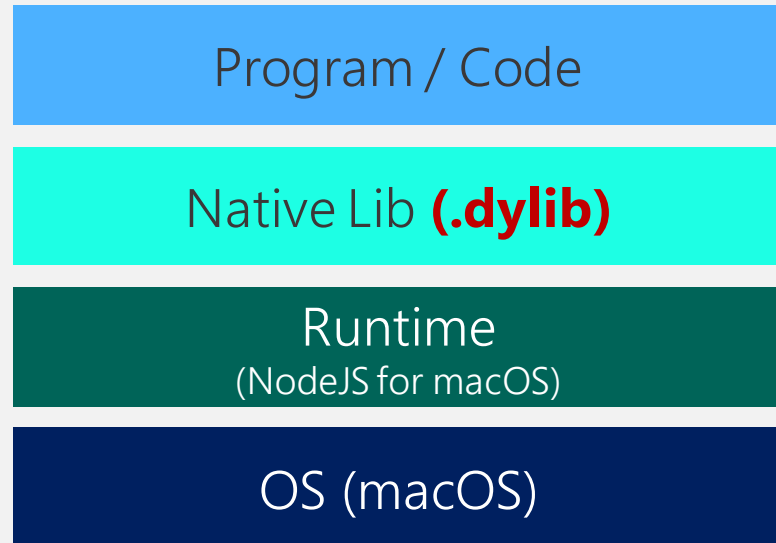 Program / Code
Native Lib (.dylib)
Runtime
(NodeJS for macOS)
OS (macOS)